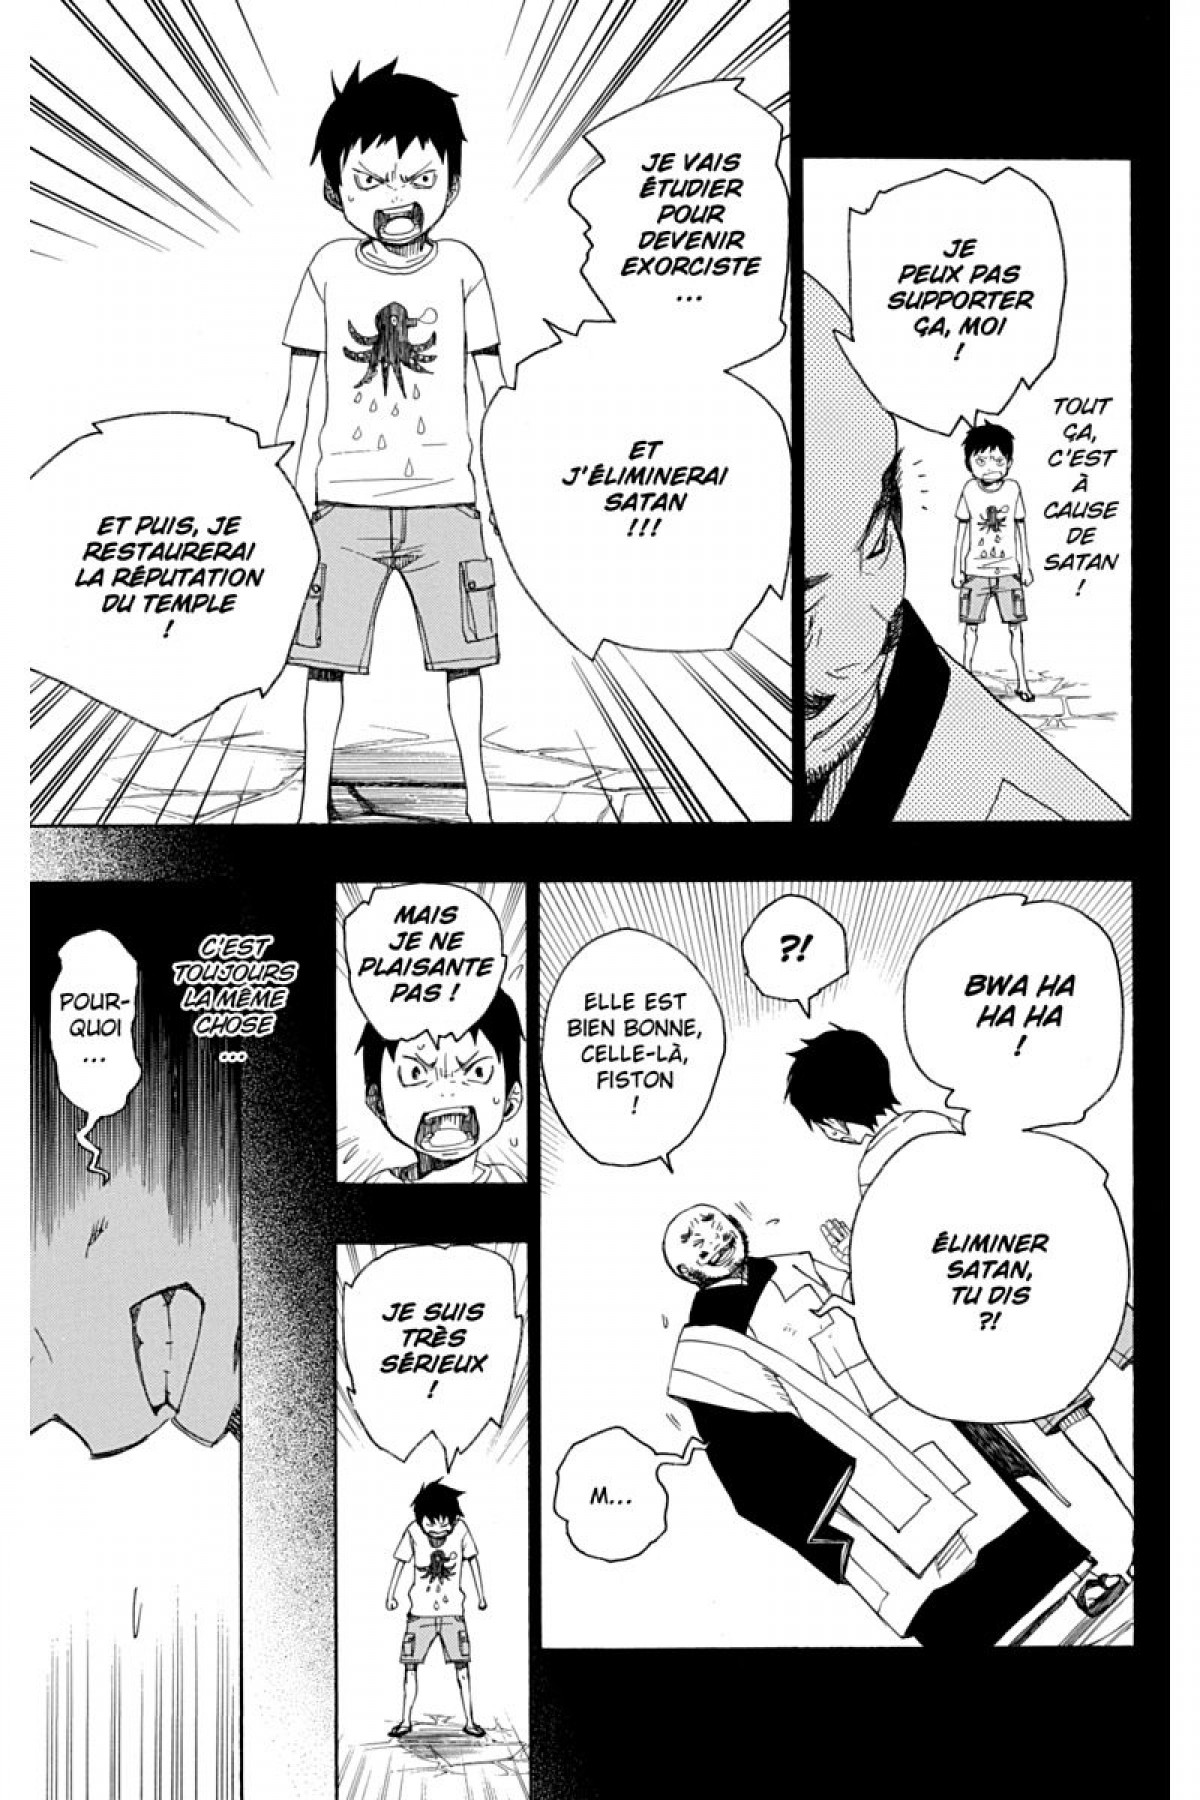 JE
PEUX PAS
SUPPORTER
ÇA, MOI
!
TOUT
ÇA,
C'EST
À
CAUSE
DE
SATAN
!
JE VAIS
ÉTUDIER
POUR
DEVENIR
EXORCISTE
...
ET
J'ÉLIMINERAI
SATAN
!!!
ET PUIS, JE
RESTAURERAI
LA RÉPUTATION
DU TEMPLE
!
BWA HA
HA HA
!
?!
ELLE EST
BIEN BONNE,
CELLE-LÀ,
FISTON
!
ÉLIMINER
SATAN,
TU DIS
?!
M...
MAIS
JE NE
PLAISANTE
PAS !
JE SUIS
TRÈS
SÉRIEUX
!
C'EST
TOUJOURS
LA MÊME
CHOSE
...
POUR-
QUOI
...